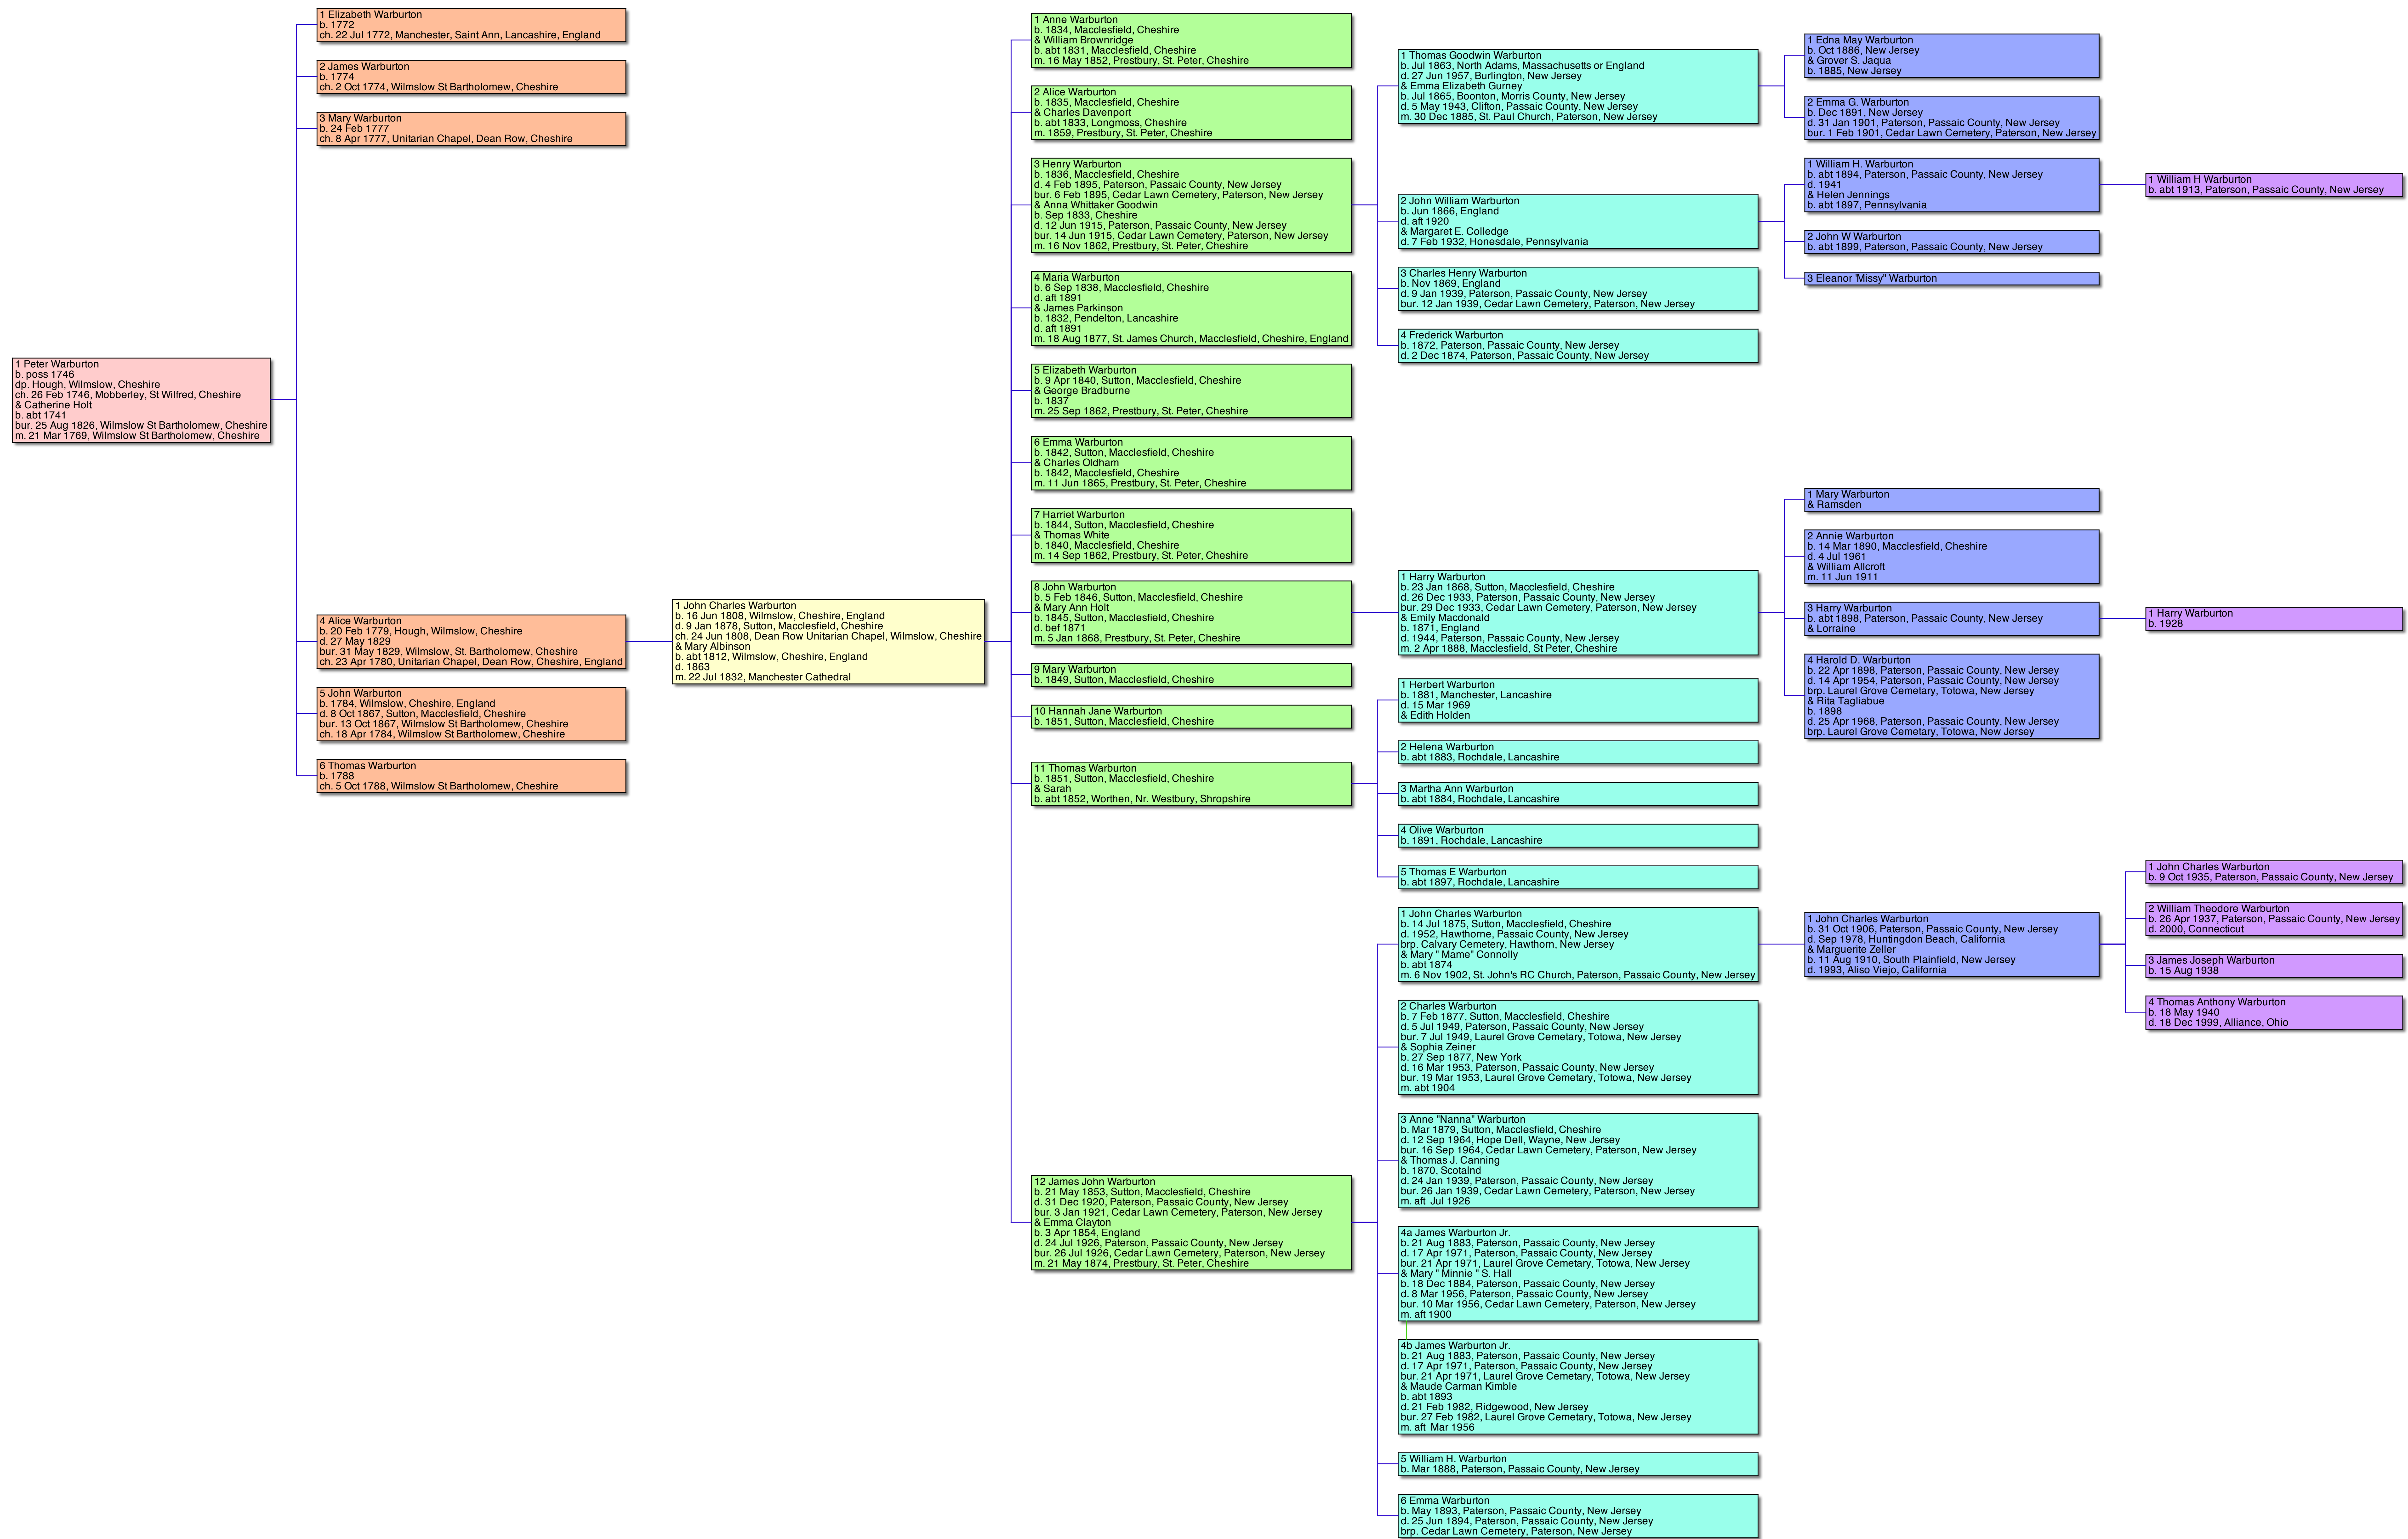 1 Peter Warburton
b. poss 1746
dp. Hough, Wilmslow, Cheshire
ch. 26 Feb 1746, Mobberley, St Wilfred, Cheshire
& Catherine Holt
b. abt 1741
bur. 25 Aug 1826, Wilmslow St Bartholomew, Cheshire
m. 21 Mar 1769, Wilmslow St Bartholomew, Cheshire
1 Elizabeth Warburton
b. 1772
ch. 22 Jul 1772, Manchester, Saint Ann, Lancashire, England
2 James Warburton
b. 1774
ch. 2 Oct 1774, Wilmslow St Bartholomew, Cheshire
3 Mary Warburton
b. 24 Feb 1777
ch. 8 Apr 1777, Unitarian Chapel, Dean Row, Cheshire
4 Alice Warburton
b. 20 Feb 1779, Hough, Wilmslow, Cheshire
d. 27 May 1829
bur. 31 May 1829, Wilmslow, St. Bartholomew, Cheshire
ch. 23 Apr 1780, Unitarian Chapel, Dean Row, Cheshire, England
5 John Warburton
b. 1784, Wilmslow, Cheshire, England
d. 8 Oct 1867, Sutton, Macclesfield, Cheshire
bur. 13 Oct 1867, Wilmslow St Bartholomew, Cheshire
ch. 18 Apr 1784, Wilmslow St Bartholomew, Cheshire
6 Thomas Warburton
b. 1788
ch. 5 Oct 1788, Wilmslow St Bartholomew, Cheshire
1 John Charles Warburton
b. 16 Jun 1808, Wilmslow, Cheshire, England
d. 9 Jan 1878, Sutton, Macclesfield, Cheshire
ch. 24 Jun 1808, Dean Row Unitarian Chapel, Wilmslow, Cheshire
& Mary Albinson
b. abt 1812, Wilmslow, Cheshire, England
d. 1863
m. 22 Jul 1832, Manchester Cathedral
1 Anne Warburton
b. 1834, Macclesfield, Cheshire
& William Brownridge
b. abt 1831, Macclesfield, Cheshire
m. 16 May 1852, Prestbury, St. Peter, Cheshire
2 Alice Warburton
b. 1835, Macclesfield, Cheshire
& Charles Davenport
b. abt 1833, Longmoss, Cheshire
m. 1859, Prestbury, St. Peter, Cheshire
3 Henry Warburton
b. 1836, Macclesfield, Cheshire
d. 4 Feb 1895, Paterson, Passaic County, New Jersey
bur. 6 Feb 1895, Cedar Lawn Cemetery, Paterson, New Jersey
& Anna Whittaker Goodwin
b. Sep 1833, Cheshire
d. 12 Jun 1915, Paterson, Passaic County, New Jersey
bur. 14 Jun 1915, Cedar Lawn Cemetery, Paterson, New Jersey
m. 16 Nov 1862, Prestbury, St. Peter, Cheshire
4 Maria Warburton
b. 6 Sep 1838, Macclesfield, Cheshire
d. aft 1891
& James Parkinson
b. 1832, Pendelton, Lancashire
d. aft 1891
m. 18 Aug 1877, St. James Church, Macclesfield, Cheshire, England
5 Elizabeth Warburton
b. 9 Apr 1840, Sutton, Macclesfield, Cheshire
& George Bradburne
b. 1837
m. 25 Sep 1862, Prestbury, St. Peter, Cheshire
6 Emma Warburton
b. 1842, Sutton, Macclesfield, Cheshire
& Charles Oldham
b. 1842, Macclesfield, Cheshire
m. 11 Jun 1865, Prestbury, St. Peter, Cheshire
7 Harriet Warburton
b. 1844, Sutton, Macclesfield, Cheshire
& Thomas White
b. 1840, Macclesfield, Cheshire
m. 14 Sep 1862, Prestbury, St. Peter, Cheshire
8 John Warburton
b. 5 Feb 1846, Sutton, Macclesfield, Cheshire
& Mary Ann Holt
b. 1845, Sutton, Macclesfield, Cheshire
d. bef 1871
m. 5 Jan 1868, Prestbury, St. Peter, Cheshire
9 Mary Warburton
b. 1849, Sutton, Macclesfield, Cheshire
10 Hannah Jane Warburton
b. 1851, Sutton, Macclesfield, Cheshire
11 Thomas Warburton
b. 1851, Sutton, Macclesfield, Cheshire
& Sarah
b. abt 1852, Worthen, Nr. Westbury, Shropshire
12 James John Warburton
b. 21 May 1853, Sutton, Macclesfield, Cheshire
d. 31 Dec 1920, Paterson, Passaic County, New Jersey
bur. 3 Jan 1921, Cedar Lawn Cemetery, Paterson, New Jersey
& Emma Clayton
b. 3 Apr 1854, England
d. 24 Jul 1926, Paterson, Passaic County, New Jersey
bur. 26 Jul 1926, Cedar Lawn Cemetery, Paterson, New Jersey
m. 21 May 1874, Prestbury, St. Peter, Cheshire
1 Thomas Goodwin Warburton
b. Jul 1863, North Adams, Massachusetts or England
d. 27 Jun 1957, Burlington, New Jersey
& Emma Elizabeth Gurney
b. Jul 1865, Boonton, Morris County, New Jersey
d. 5 May 1943, Clifton, Passaic County, New Jersey
m. 30 Dec 1885, St. Paul Church, Paterson, New Jersey
2 John William Warburton
b. Jun 1866, England
d. aft 1920
& Margaret E. Colledge
d. 7 Feb 1932, Honesdale, Pennsylvania
3 Charles Henry Warburton
b. Nov 1869, England
d. 9 Jan 1939, Paterson, Passaic County, New Jersey
bur. 12 Jan 1939, Cedar Lawn Cemetery, Paterson, New Jersey
4 Frederick Warburton
b. 1872, Paterson, Passaic County, New Jersey
d. 2 Dec 1874, Paterson, Passaic County, New Jersey
1 Harry Warburton
b. 23 Jan 1868, Sutton, Macclesfield, Cheshire
d. 26 Dec 1933, Paterson, Passaic County, New Jersey
bur. 29 Dec 1933, Cedar Lawn Cemetery, Paterson, New Jersey
& Emily Macdonald
b. 1871, England
d. 1944, Paterson, Passaic County, New Jersey
m. 2 Apr 1888, Macclesfield, St Peter, Cheshire
1 Herbert Warburton
b. 1881, Manchester, Lancashire
d. 15 Mar 1969
& Edith Holden
2 Helena Warburton
b. abt 1883, Rochdale, Lancashire
3 Martha Ann Warburton
b. abt 1884, Rochdale, Lancashire
4 Olive Warburton
b. 1891, Rochdale, Lancashire
5 Thomas E Warburton
b. abt 1897, Rochdale, Lancashire
1 John Charles Warburton
b. 14 Jul 1875, Sutton, Macclesfield, Cheshire
d. 1952, Hawthorne, Passaic County, New Jersey
brp. Calvary Cemetery, Hawthorn, New Jersey
& Mary " Mame" Connolly
b. abt 1874
m. 6 Nov 1902, St. John's RC Church, Paterson, Passaic County, New Jersey
2 Charles Warburton
b. 7 Feb 1877, Sutton, Macclesfield, Cheshire
d. 5 Jul 1949, Paterson, Passaic County, New Jersey
bur. 7 Jul 1949, Laurel Grove Cemetary, Totowa, New Jersey
& Sophia Zeiner
b. 27 Sep 1877, New York
d. 16 Mar 1953, Paterson, Passaic County, New Jersey
bur. 19 Mar 1953, Laurel Grove Cemetary, Totowa, New Jersey
m. abt 1904
3 Anne "Nanna" Warburton
b. Mar 1879, Sutton, Macclesfield, Cheshire
d. 12 Sep 1964, Hope Dell, Wayne, New Jersey
bur. 16 Sep 1964, Cedar Lawn Cemetery, Paterson, New Jersey
& Thomas J. Canning
b. 1870, Scotalnd
d. 24 Jan 1939, Paterson, Passaic County, New Jersey
bur. 26 Jan 1939, Cedar Lawn Cemetery, Paterson, New Jersey
m. aft Jul 1926
4a James Warburton Jr.
b. 21 Aug 1883, Paterson, Passaic County, New Jersey
d. 17 Apr 1971, Paterson, Passaic County, New Jersey
bur. 21 Apr 1971, Laurel Grove Cemetary, Totowa, New Jersey
& Mary " Minnie " S. Hall
b. 18 Dec 1884, Paterson, Passaic County, New Jersey
d. 8 Mar 1956, Paterson, Passaic County, New Jersey
bur. 10 Mar 1956, Cedar Lawn Cemetery, Paterson, New Jersey
m. aft 1900
4b James Warburton Jr.
b. 21 Aug 1883, Paterson, Passaic County, New Jersey
d. 17 Apr 1971, Paterson, Passaic County, New Jersey
bur. 21 Apr 1971, Laurel Grove Cemetary, Totowa, New Jersey
& Maude Carman Kimble
b. abt 1893
d. 21 Feb 1982, Ridgewood, New Jersey
bur. 27 Feb 1982, Laurel Grove Cemetary, Totowa, New Jersey
m. aft Mar 1956
5 William H. Warburton
b. Mar 1888, Paterson, Passaic County, New Jersey
6 Emma Warburton
b. May 1893, Paterson, Passaic County, New Jersey
d. 25 Jun 1894, Paterson, Passaic County, New Jersey
brp. Cedar Lawn Cemetery, Paterson, New Jersey
1 Edna May Warburton
b. Oct 1886, New Jersey
& Grover S. Jaqua
b. 1885, New Jersey
2 Emma G. Warburton
b. Dec 1891, New Jersey
d. 31 Jan 1901, Paterson, Passaic County, New Jersey
bur. 1 Feb 1901, Cedar Lawn Cemetery, Paterson, New Jersey
1 William H. Warburton
b. abt 1894, Paterson, Passaic County, New Jersey
d. 1941
& Helen Jennings
b. abt 1897, Pennsylvania
2 John W Warburton
b. abt 1899, Paterson, Passaic County, New Jersey
3 Eleanor 'Missy" Warburton
1 Mary Warburton
& Ramsden
2 Annie Warburton
b. 14 Mar 1890, Macclesfield, Cheshire
d. 4 Jul 1961
& William Allcroft
m. 11 Jun 1911
3 Harry Warburton
b. abt 1898, Paterson, Passaic County, New Jersey
& Lorraine
4 Harold D. Warburton
b. 22 Apr 1898, Paterson, Passaic County, New Jersey
d. 14 Apr 1954, Paterson, Passaic County, New Jersey
brp. Laurel Grove Cemetary, Totowa, New Jersey
& Rita Tagliabue
b. 1898
d. 25 Apr 1968, Paterson, Passaic County, New Jersey
brp. Laurel Grove Cemetary, Totowa, New Jersey
1 John Charles Warburton
b. 31 Oct 1906, Paterson, Passaic County, New Jersey
d. Sep 1978, Huntingdon Beach, California
& Marguerite Zeller
b. 11 Aug 1910, South Plainfield, New Jersey
d. 1993, Aliso Viejo, California
1 William H Warburton
b. abt 1913, Paterson, Passaic County, New Jersey
1 Harry Warburton
b. 1928
1 John Charles Warburton
b. 9 Oct 1935, Paterson, Passaic County, New Jersey
2 William Theodore Warburton
b. 26 Apr 1937, Paterson, Passaic County, New Jersey
d. 2000, Connecticut
3 James Joseph Warburton
b. 15 Aug 1938
4 Thomas Anthony Warburton
b. 18 May 1940
d. 18 Dec 1999, Alliance, Ohio